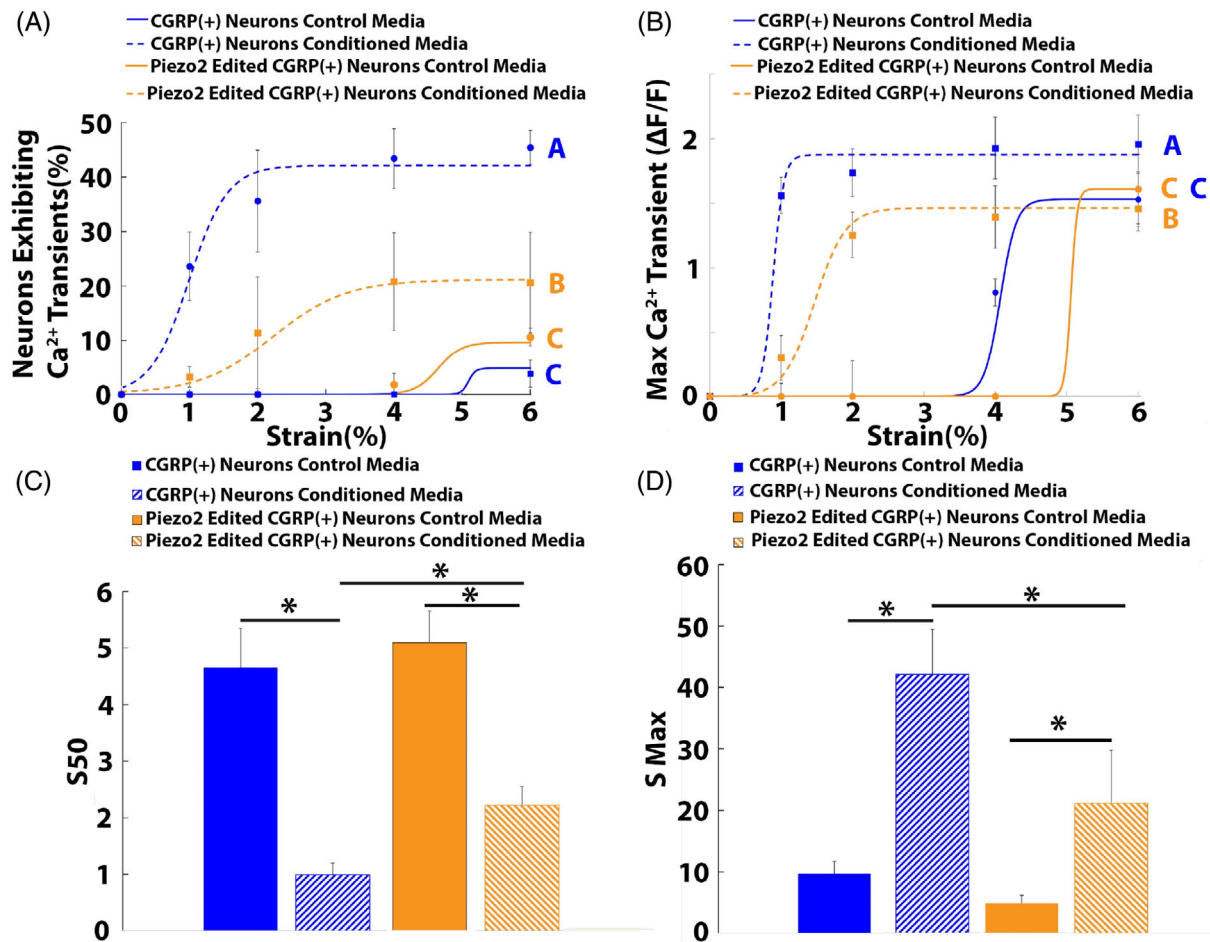 (A)
CGRP(+) Neurons Control Media
CGRP(+) Neurons Conditioned Media
Piezo2 Edited CGRP(+) Neurons Control Media
Piezo2 Edited CGRP(+) Neurons Conditioned Media
Neurons Exhibiting
Ca²⁺ Transients(%)
50
40
30
20
10
0
0 1 2 4 6
Strain(%)
A
B
C
C
(B)
CGRP(+) Neurons Control Media
CGRP(+) Neurons Conditioned Media
Piezo2 Edited CGRP(+) Neurons Control Media
Piezo2 Edited CGRP(+) Neurons Conditioned Media
Max Ca²⁺ Transient (ΔF/F)
2
1
0
0 1 2 3 4 5 6
Strain(%)
A
C C
B
(C)
CGRP(+) Neurons Control Media
CGRP(+) Neurons Conditioned Media
Piezo2 Edited CGRP(+) Neurons Control Media
Piezo2 Edited CGRP(+) Neurons Conditioned Media
S50
6
5
4
3
2
1
0
*
*
*
(D)
CGRP(+) Neurons Control Media
CGRP(+) Neurons Conditioned Media
Piezo2 Edited CGRP(+) Neurons Control Media
Piezo2 Edited CGRP(+) Neurons Conditioned Media
S Max
60
50
40
30
20
10
0
*
*
*